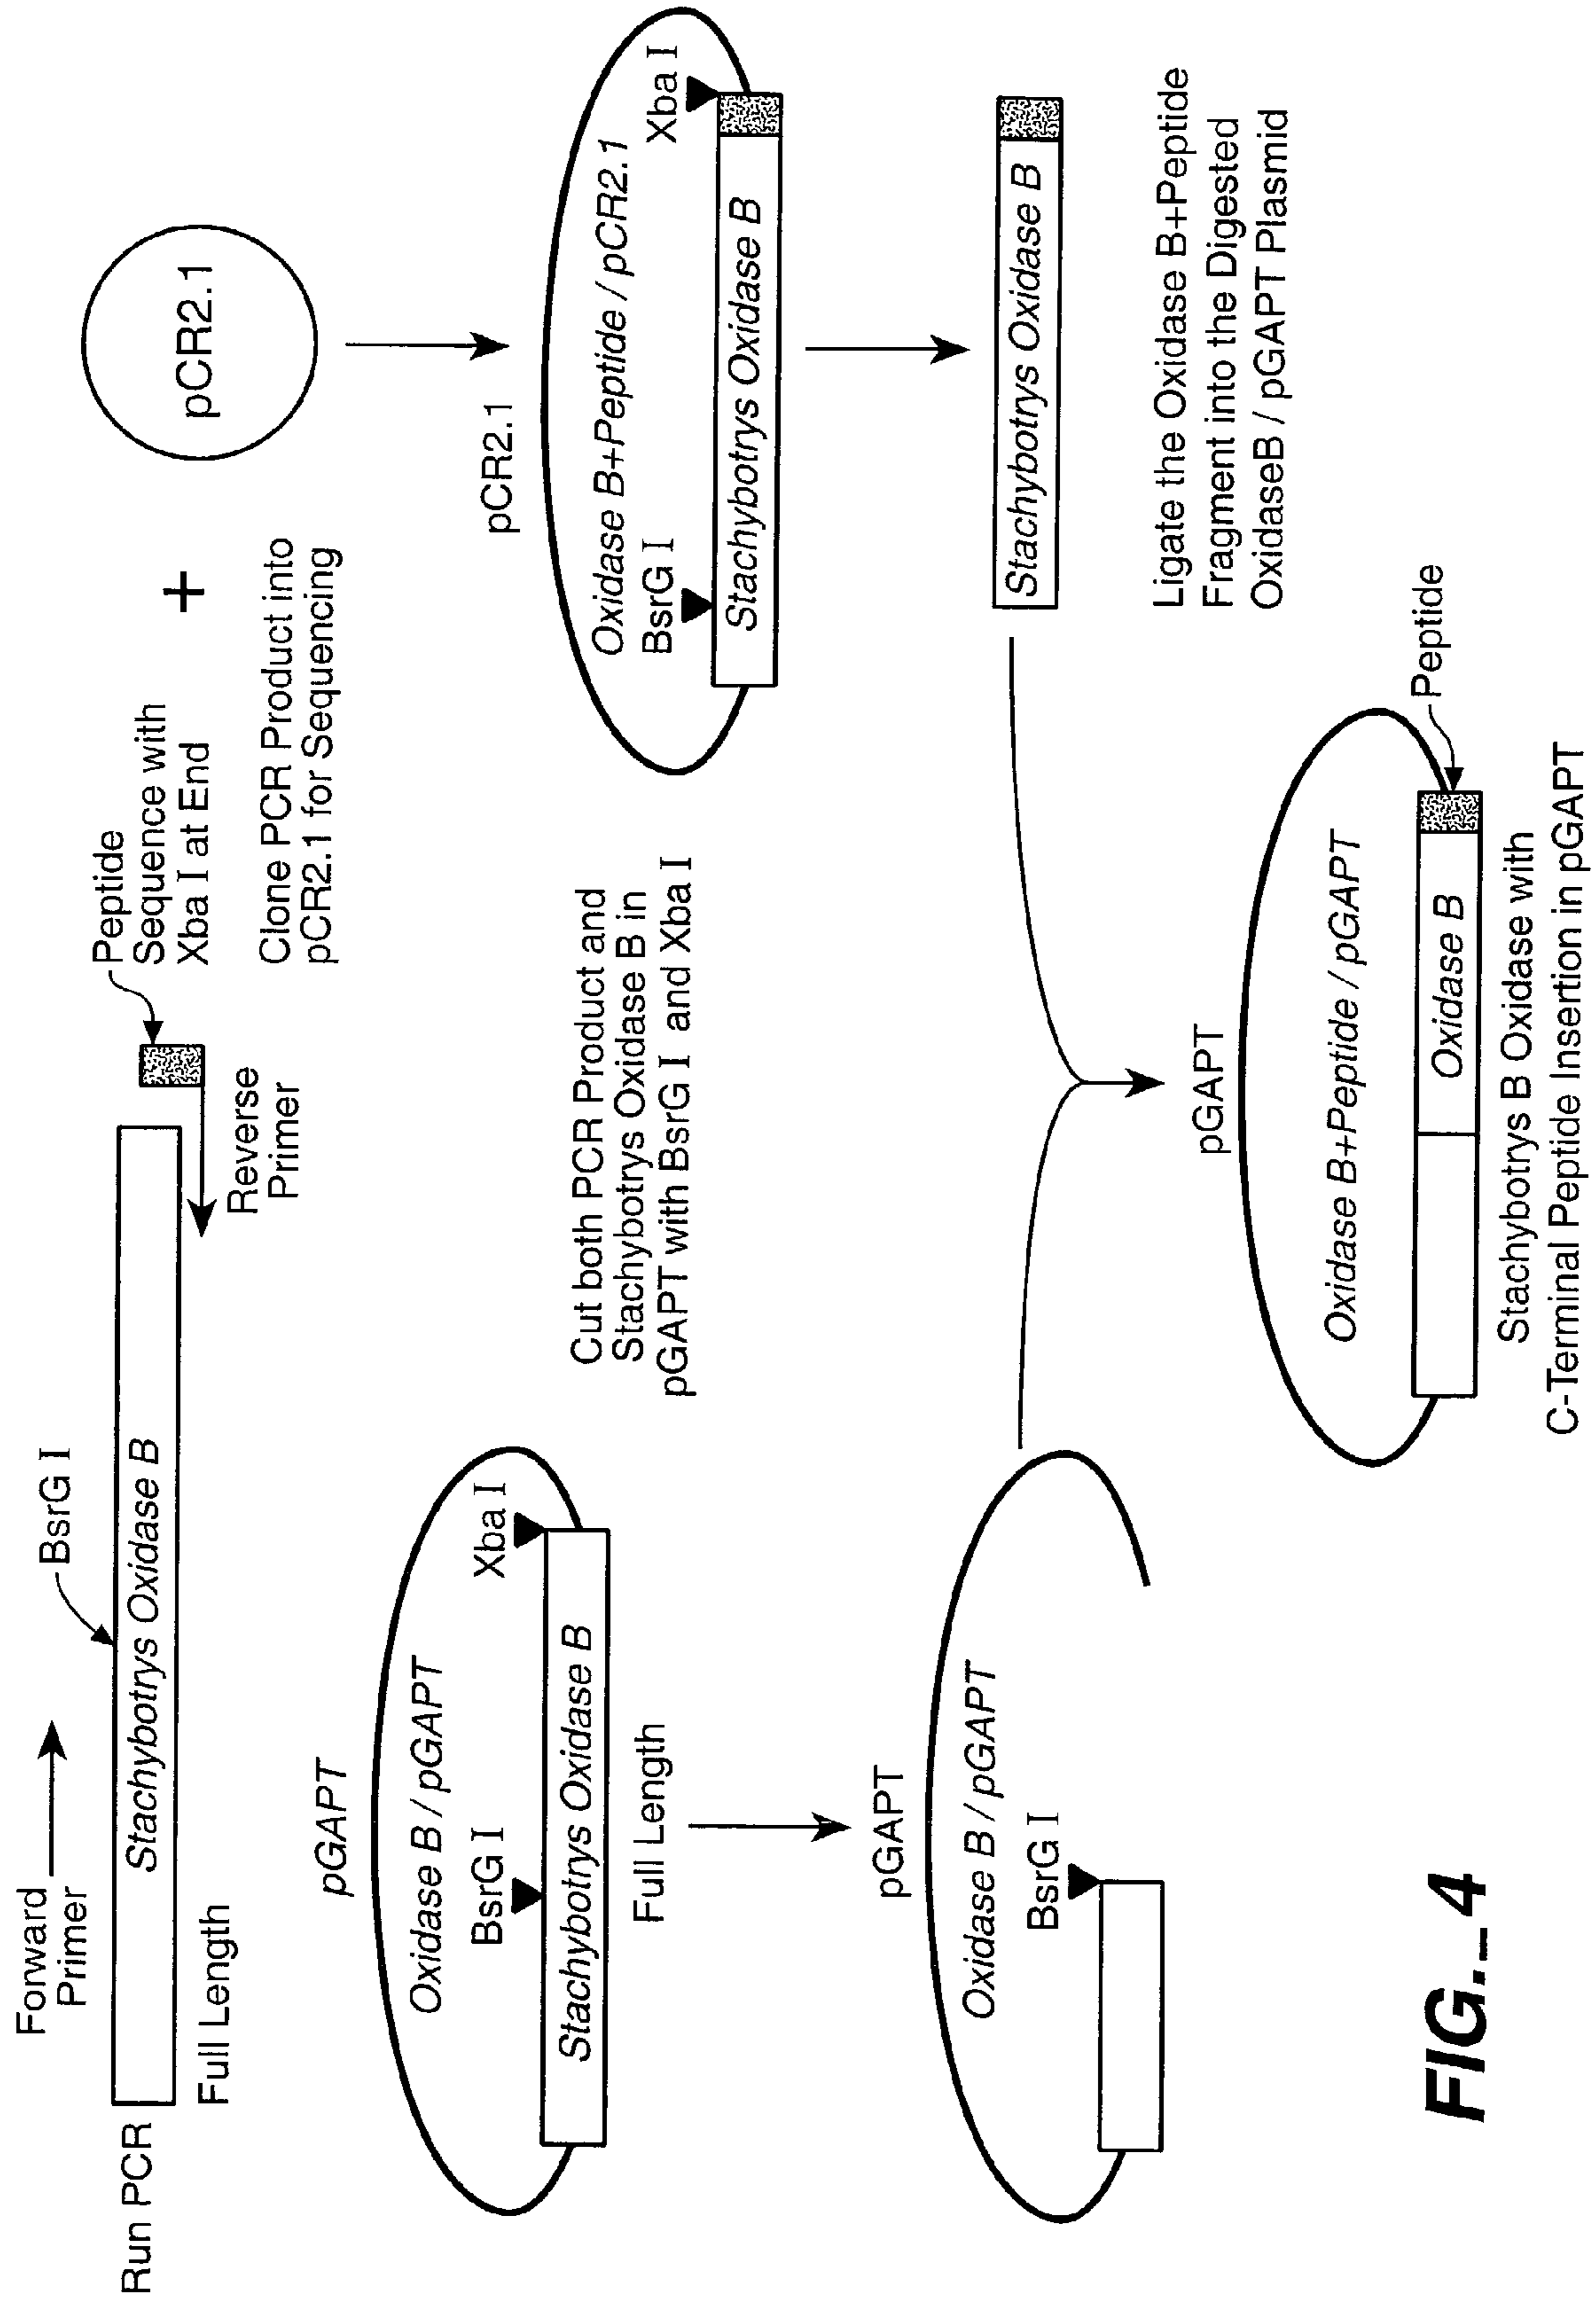 Run PCR
Forward
Primer
BsrG I
Stachybotrys Oxidase B
Full Length
Reverse
Primer
Peptide
Sequence with
Xba I at End
+
pCR2.1
Clone PCR Product into
pCR2.1 for Sequencing
pGAPT
Oxidase B / pGAPT
BsrG I
Xba I
Stachybotrys Oxidase B
Full Length
Cut both PCR Product and
Stachybotrys Oxidase B in
pGAPT with BsrG I and Xba I
pCR2.1
Oxidase B+Peptide / pCR2.1
BsrG I
Xba I
Stachybotrys Oxidase B
pGAPT
Oxidase B / pGAPT
BsrG I
Stachybotrys Oxidase B
Ligate the Oxidase B+Peptide
Fragment into the Digested
OxidaseB / pGAPT Plasmid
pGAPT
Oxidase B+Peptide / pGAPT
Peptide
Oxidase B
Stachybotrys B Oxidase with
C-Terminal Peptide Insertion in pGAPT
FIG._4